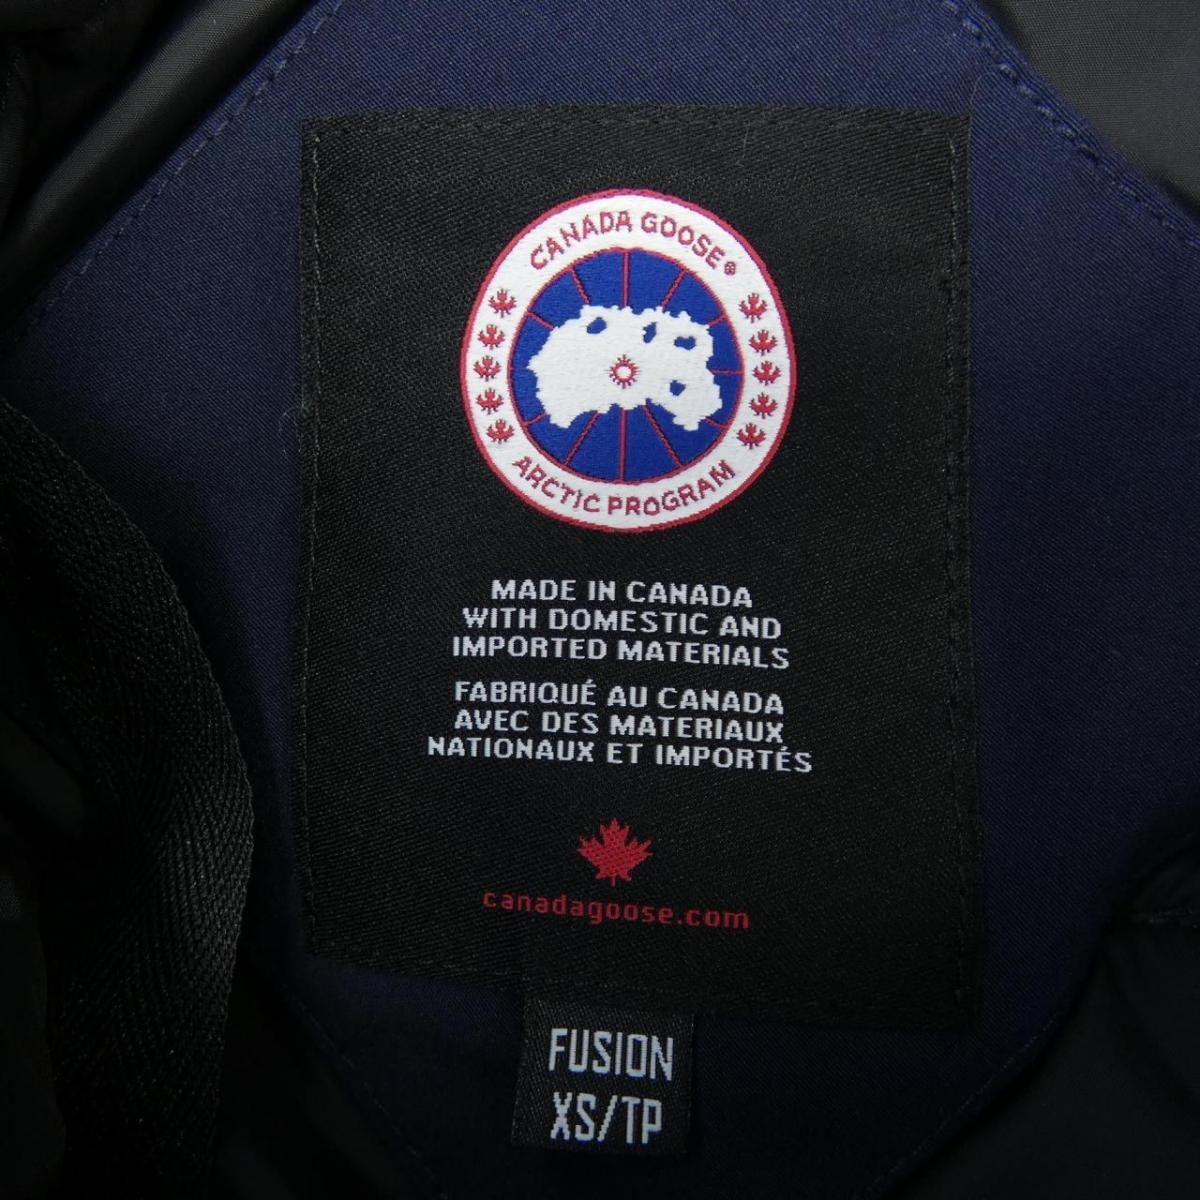 CANADA GOOSE®
ARCTIC PROGRAM
MADE IN CANADA
WITH DOMESTIC AND
IMPORTED MATERIALS
FABRIQUÉ AU CANADA
AVEC DES MATERIAUX
NATIONAUX ET IMPORTÉS
canadagoose.com
FUSION
XS/TP